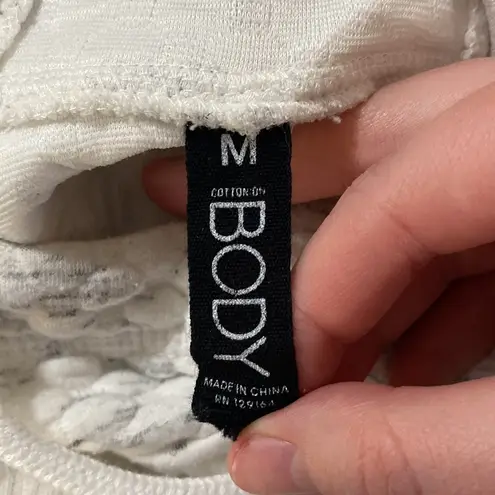 M
COTTON:ON
BODY
MADE IN CHINA
RN 129164